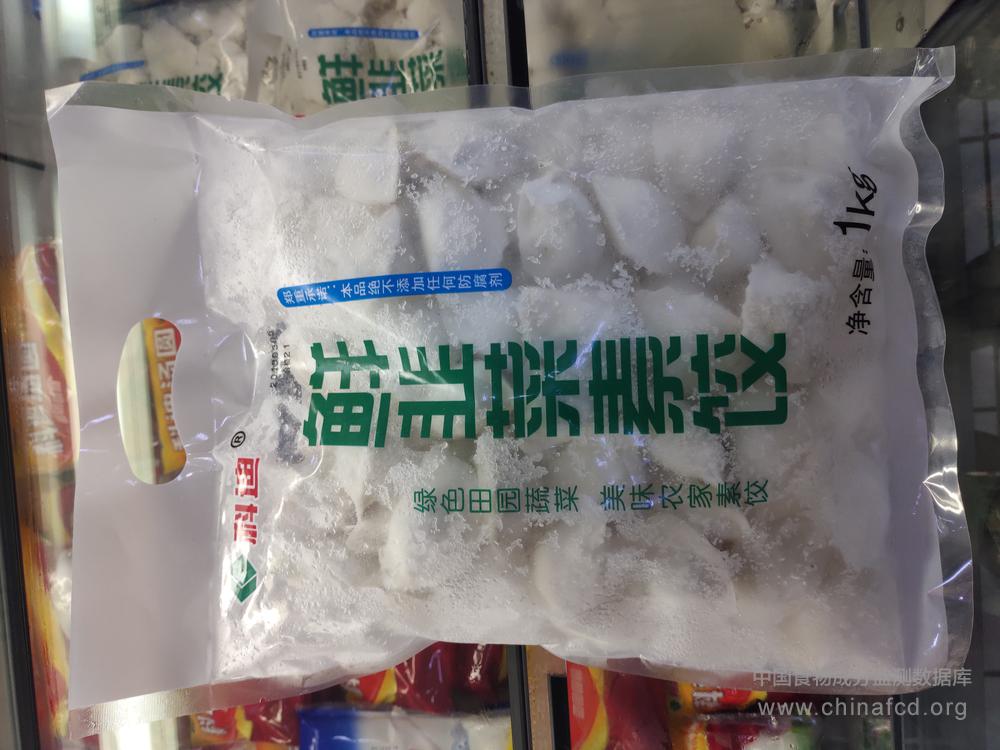 科迪®
郑重承诺：本品绝不添加任何防腐剂
鲜韭菜素饺
绿色田园蔬菜 美味农家素饺
净含量：1kg
中国食物成分监测数据库
www.chinafcd.org